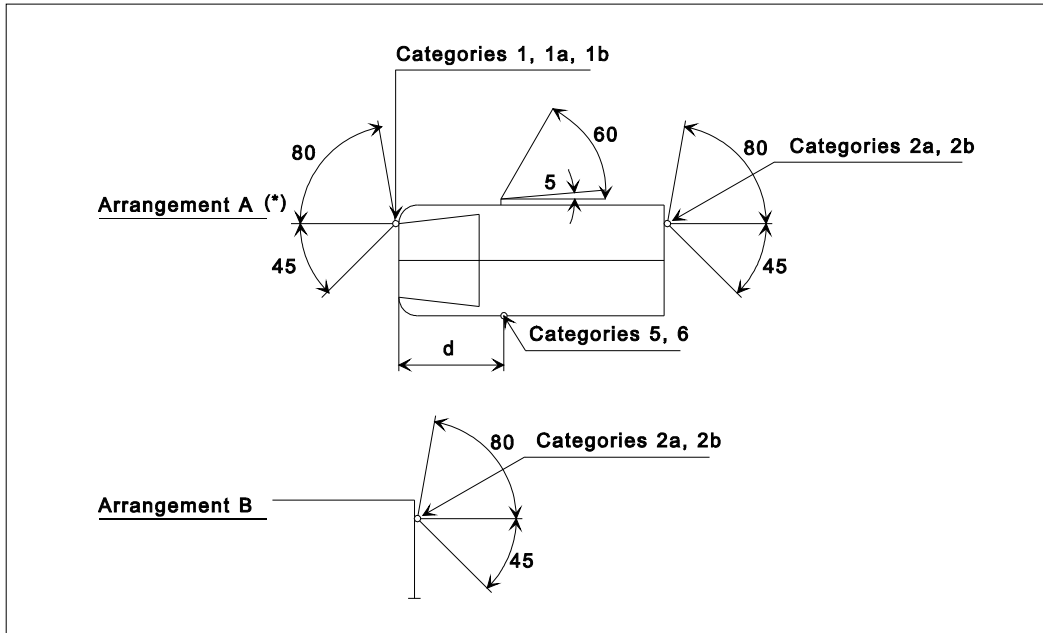 Categories 1, 1a, 1b
60
80
80
Categories 2a, 2b
5
Arrangement A (*)
45
45
Categories 5, 6
d
80
Categories 2a, 2b
Arrangement B
45